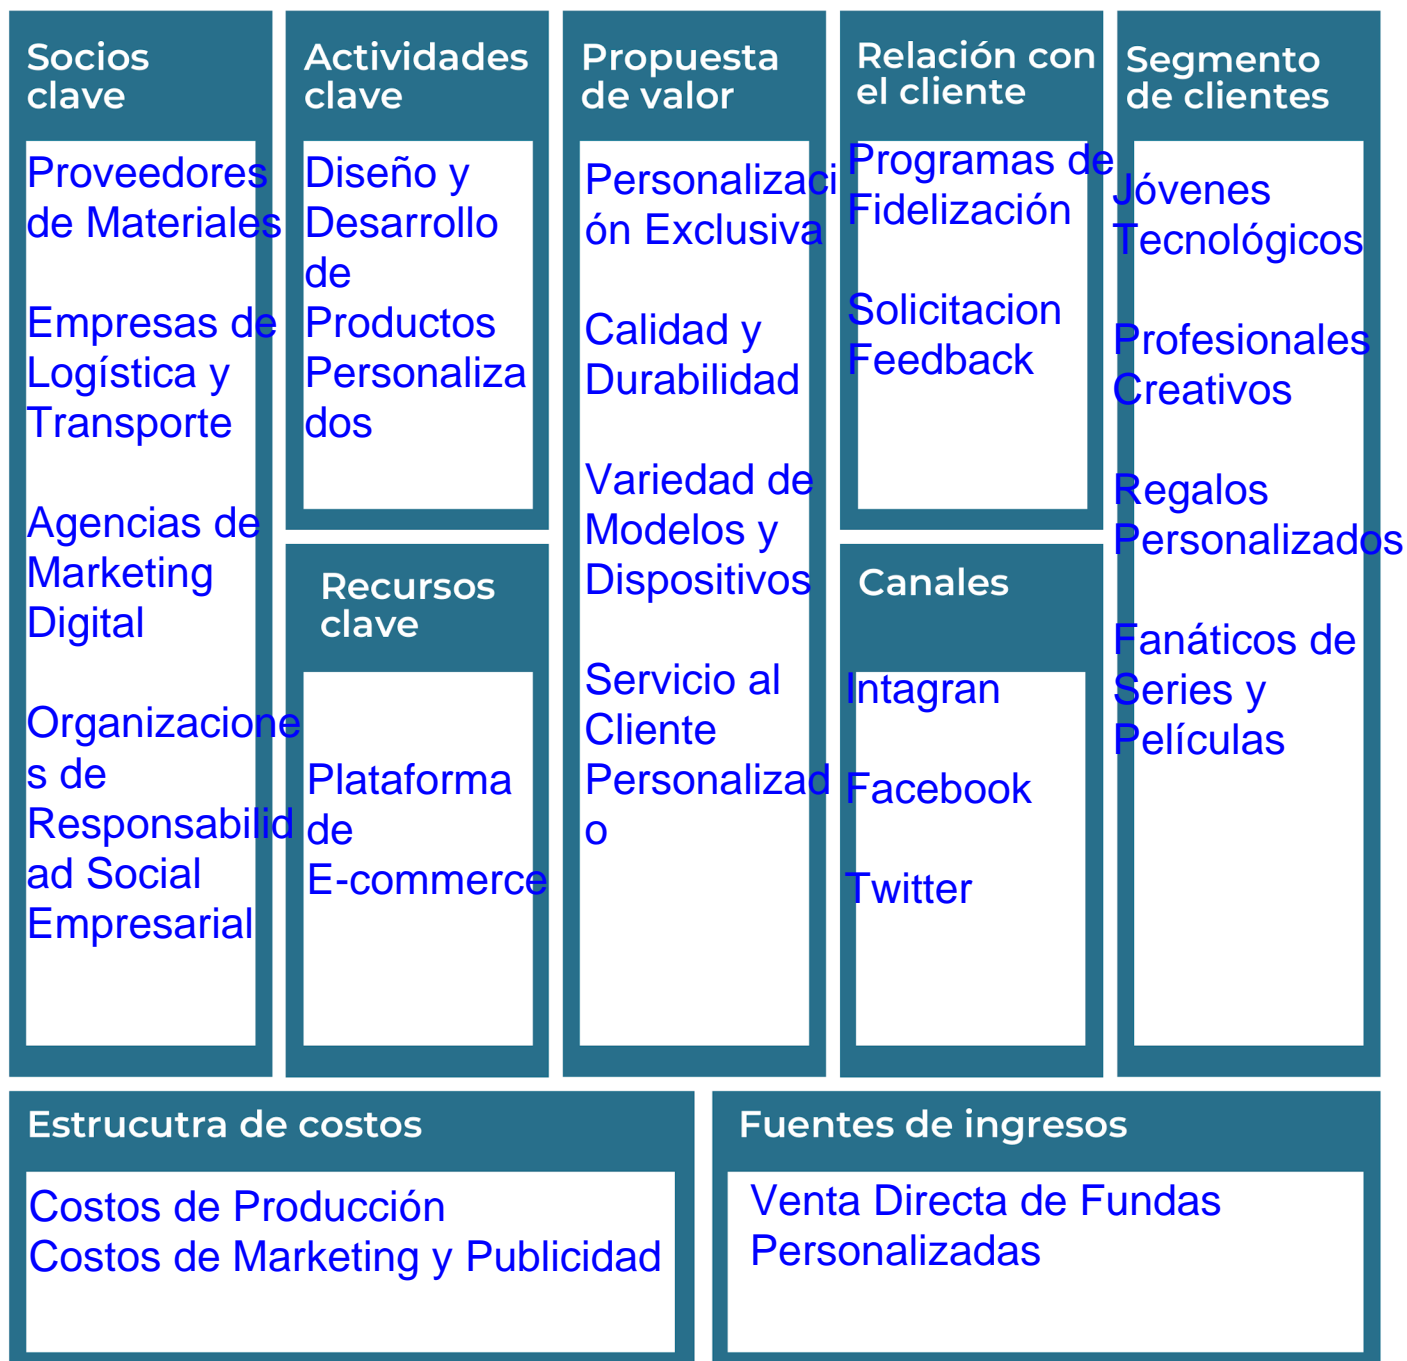 Socios
clave
Proveedores
de Materiales
Empresas de
Logística y
Transporte
Agencias de
Marketing
Digital
Organizacione
s de
Responsabilid
ad Social
Empresarial
Actividades
clave
Diseño y
Desarrollo
de
Productos
Personaliza
dos
Recursos
clave
Plataforma
de
E-commerce
Propuesta
de valor
Personalizaci
ón Exclusiva
Calidad y
Durabilidad
Variedad de
Modelos y
Dispositivos
Servicio al
Cliente
Personalizad
o
Relación con
el cliente
Programas de
Fidelización
Solicitacion
Feedback
Canales
Intagran
Facebook
Twitter
Segmento
de clientes
Jóvenes
Tecnológicos
Profesionales
Creativos
Regalos
Personalizados
Fanáticos de
Series y
Películas
Estrucutra de costos
Costos de Producción
Costos de Marketing y Publicidad
Fuentes de ingresos
Venta Directa de Fundas
Personalizadas